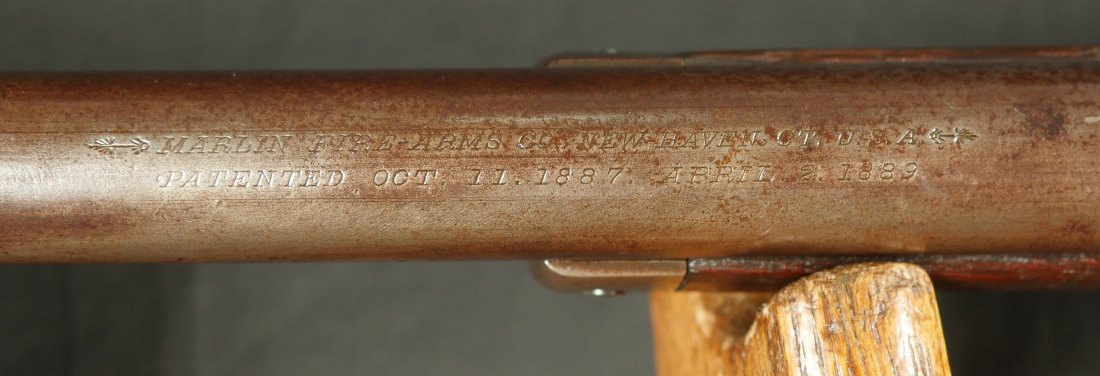 MARLIN FIRE-ARMS CO. NEW-HAVEN. CT. U.S.A.
PATENTED OCT. 11. 1887. APRIL 2. 1889